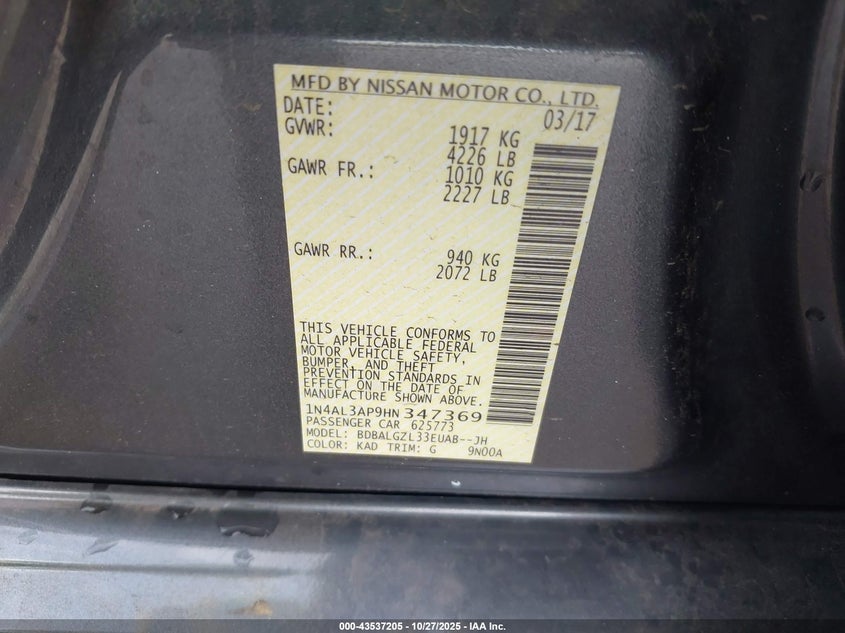 MFD BY NISSAN MOTOR CO., LTD.
DATE: 03/17
GVWR: 1917 KG
4226 LB
GAWR FR.: 1010 KG
2227 LB
GAWR RR.: 940 KG
2072 LB
THIS VEHICLE CONFORMS TO
ALL APPLICABLE FEDERAL
MOTOR VEHICLE SAFETY,
BUMPER, AND THEFT
PREVENTION STANDARDS IN
EFFECT ON THE DATE OF
MANUFACTURE SHOWN ABOVE.
1N4AL3AP9HN 347369
PASSENGER CAR 625773
MODEL: BDBALGZL33EUAB--JH
COLOR: KAD TRIM: G 9N00A
000-43537205 - 10/27/2025 - IAA Inc.